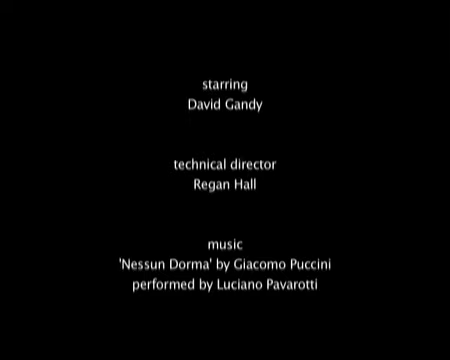 starring
David Gandy
technical director
Regan Hall
music
'Nessun Dorma' by Giacomo Puccini
performed by Luciano Pavarotti